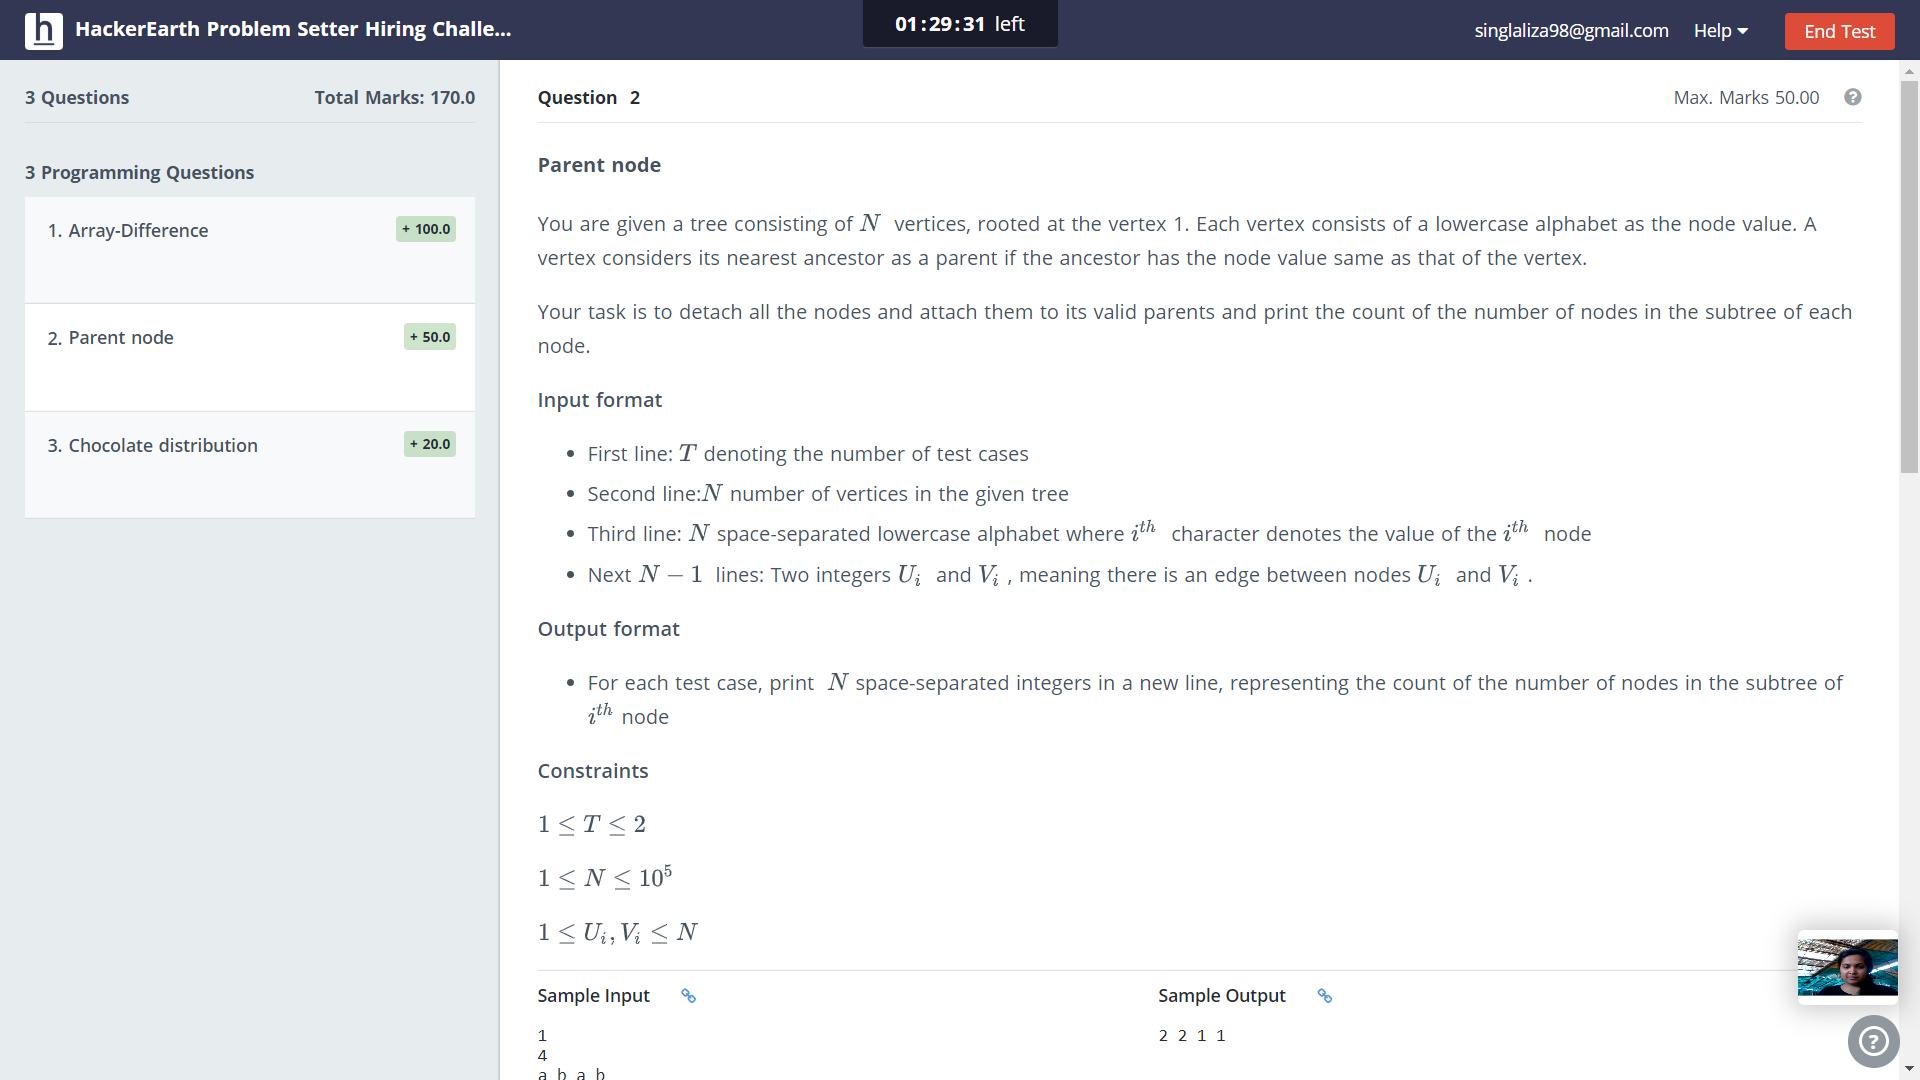 h HackerEarth Problem Setter Hiring Challe...
01:29:31 left
singlaliza98@gmail.com Help End Test
3 Questions Total Marks: 170.0
3 Programming Questions
1. Array-Difference + 100.0
2. Parent node + 50.0
3. Chocolate distribution + 20.0
Question 2 Max. Marks 50.00 ?
Parent node
You are given a tree consisting of N vertices, rooted at the vertex 1. Each vertex consists of a lowercase alphabet as the node value. A
vertex considers its nearest ancestor as a parent if the ancestor has the node value same as that of the vertex.
Your task is to detach all the nodes and attach them to its valid parents and print the count of the number of nodes in the subtree of each
node.
Input format
• First line: T denoting the number of test cases
• Second line:N number of vertices in the given tree
• Third line: N space-separated lowercase alphabet where i^th character denotes the value of the i^th node
• Next N − 1 lines: Two integers U_i and V_i , meaning there is an edge between nodes U_i and V_i .
Output format
• For each test case, print N space-separated integers in a new line, representing the count of the number of nodes in the subtree of
i^th node
Constraints
1 ≤ T ≤ 2
1 ≤ N ≤ 10^5
1 ≤ U_i, V_i ≤ N
Sample Input
1
4
a b a b
Sample Output
2 2 1 1
?